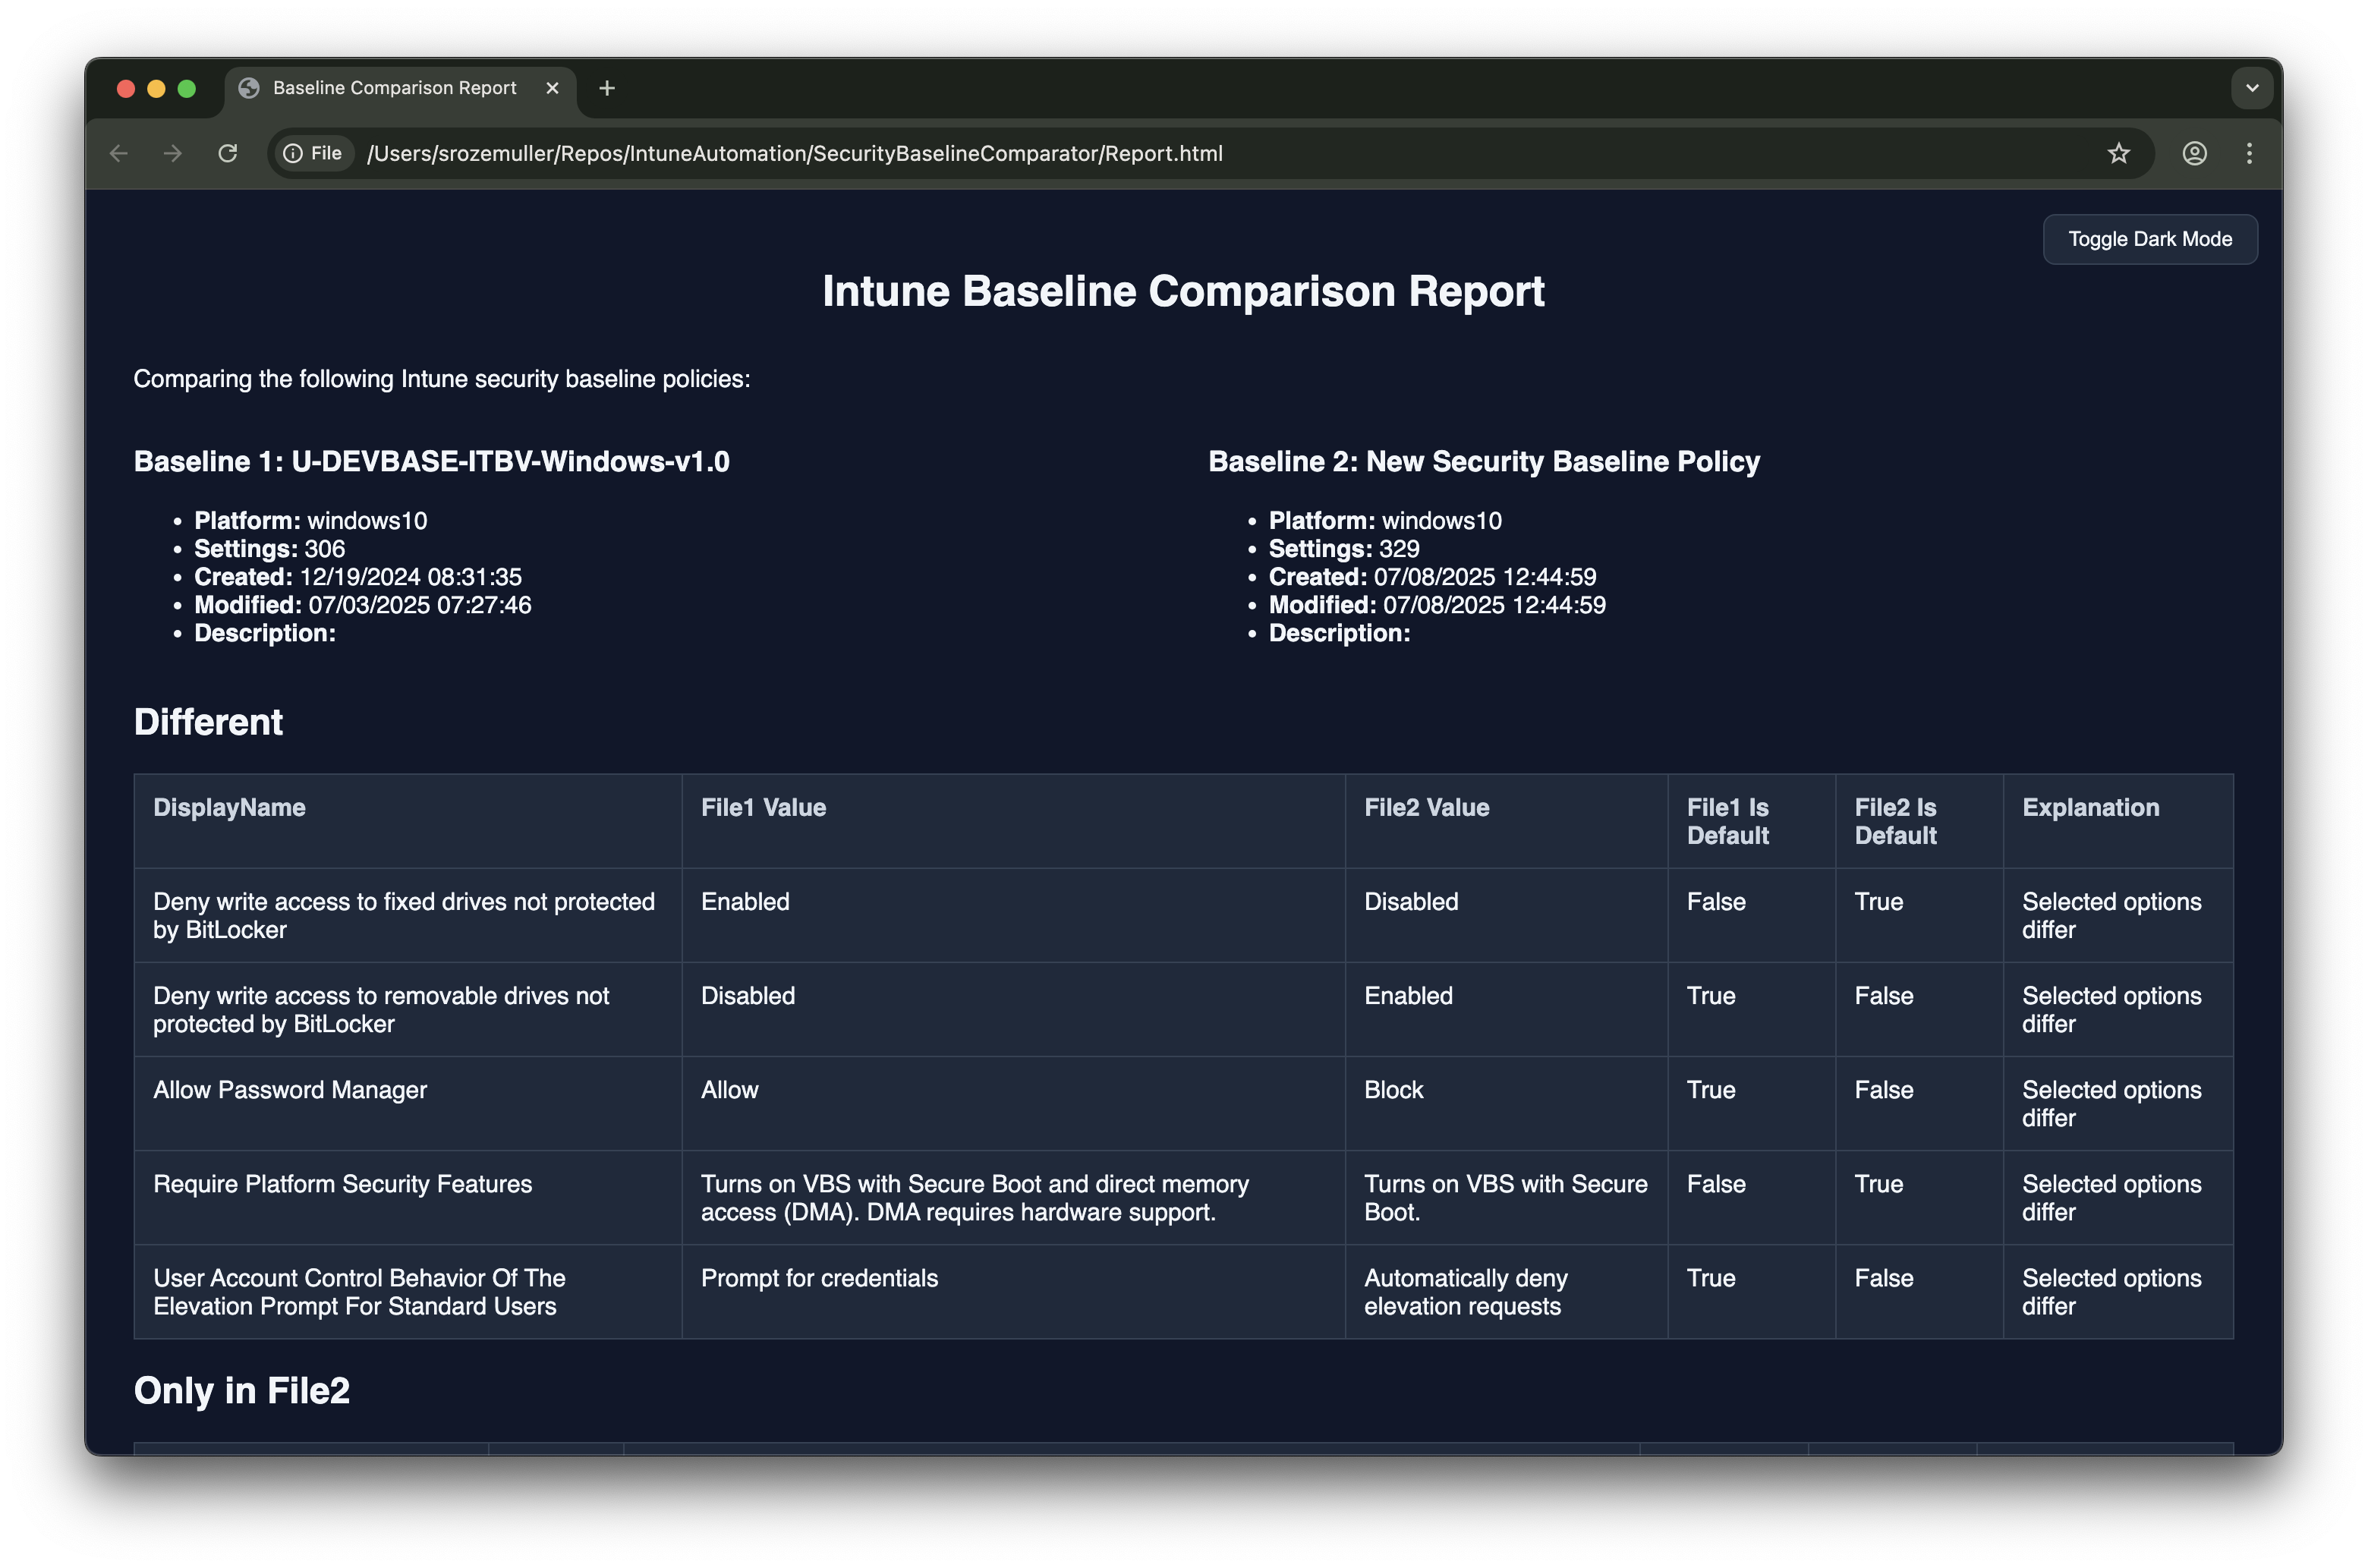 Baseline Comparison Report
File
/Users/srozemuller/Repos/IntuneAutomation/SecurityBaselineComparator/Report.html
Toggle Dark Mode
Intune Baseline Comparison Report
Comparing the following Intune security baseline policies:
Baseline 1: U-DEVBASE-ITBV-Windows-v1.0
• Platform: windows10
• Settings: 306
• Created: 12/19/2024 08:31:35
• Modified: 07/03/2025 07:27:46
• Description:
Baseline 2: New Security Baseline Policy
• Platform: windows10
• Settings: 329
• Created: 07/08/2025 12:44:59
• Modified: 07/08/2025 12:44:59
• Description:
Different
DisplayName
File1 Value
File2 Value
File1 Is
Default
File2 Is
Default
Explanation
Deny write access to fixed drives not protected
by BitLocker
Enabled
Disabled
False
True
Selected options
differ
Deny write access to removable drives not
protected by BitLocker
Disabled
Enabled
True
False
Selected options
differ
Allow Password Manager
Allow
Block
True
False
Selected options
differ
Require Platform Security Features
Turns on VBS with Secure Boot and direct memory
access (DMA). DMA requires hardware support.
Turns on VBS with Secure
Boot.
False
True
Selected options
differ
User Account Control Behavior Of The
Elevation Prompt For Standard Users
Prompt for credentials
Automatically deny
elevation requests
True
False
Selected options
differ
Only in File2